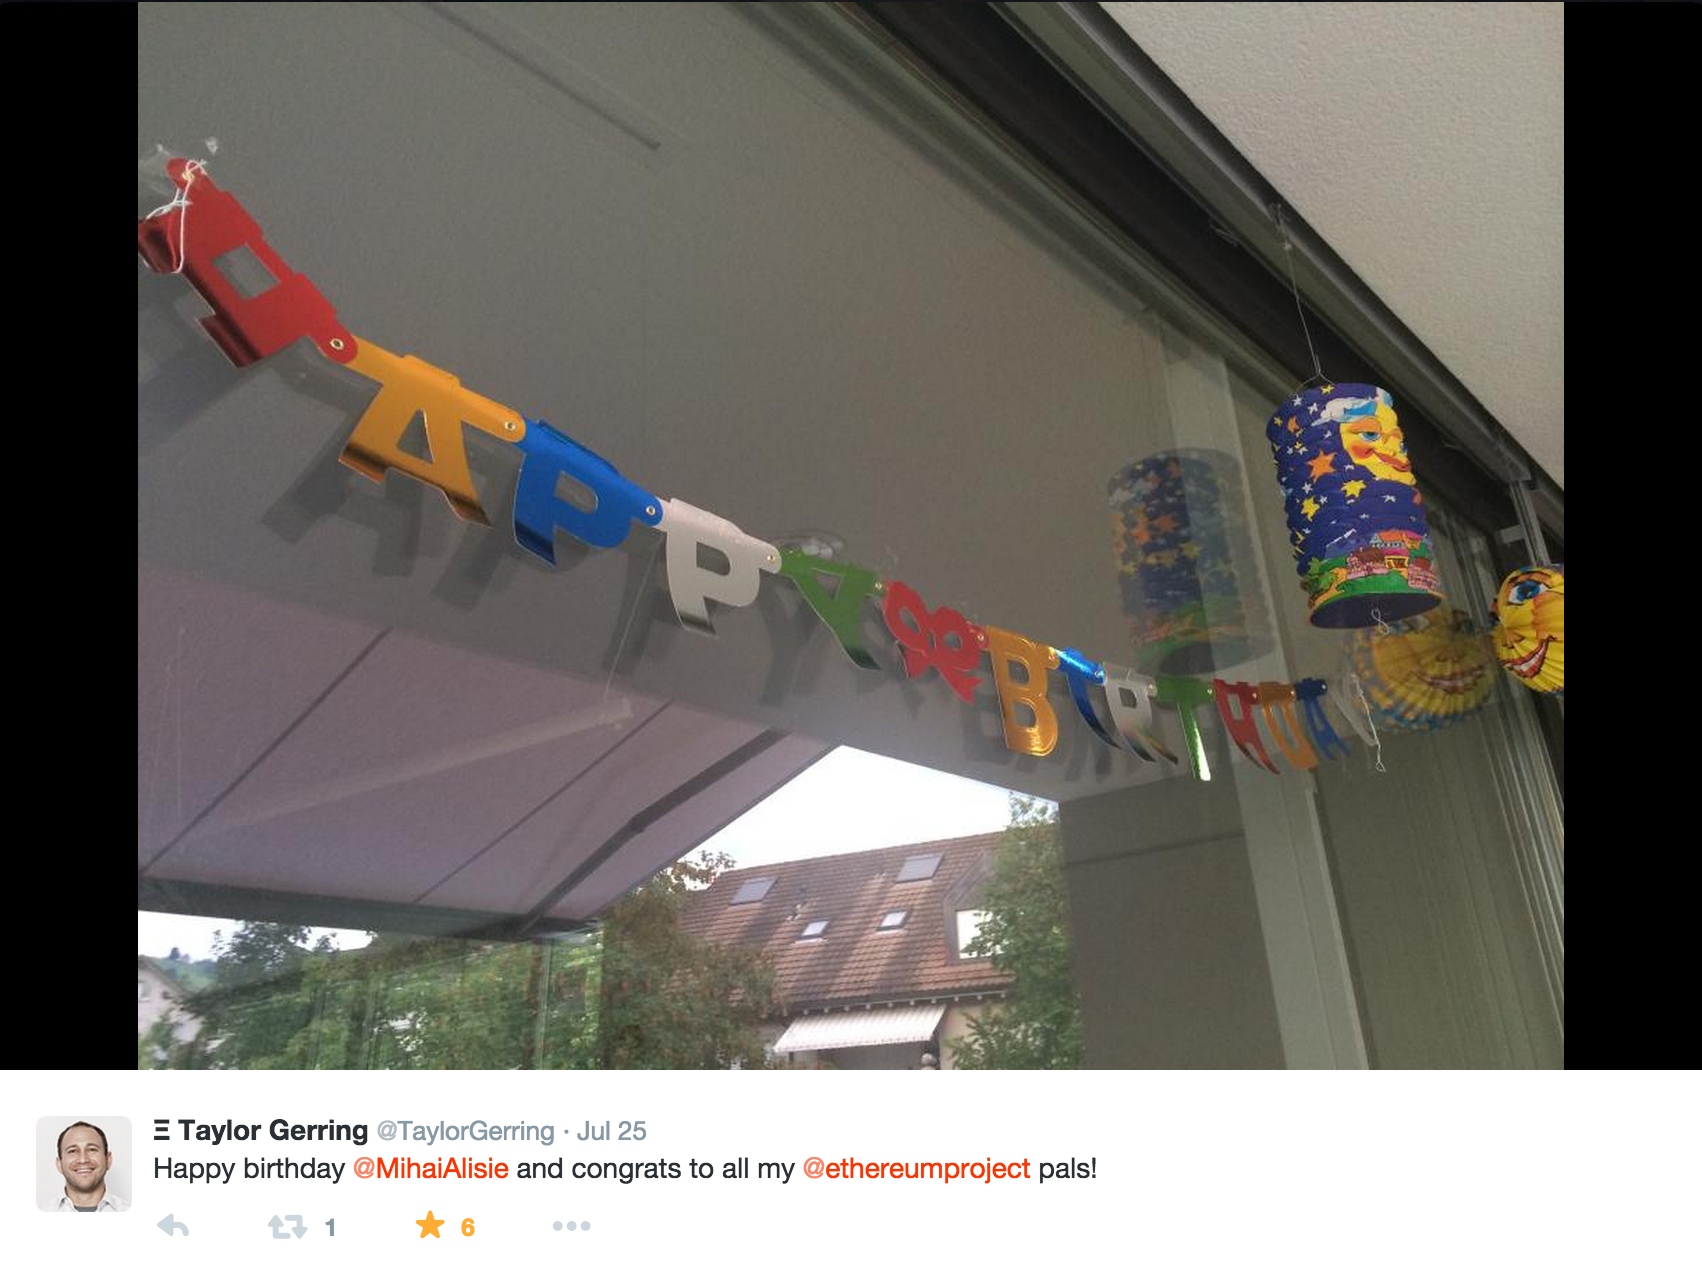 HAPPY BIRTHDAY
Ξ Taylor Gerring @TaylorGerring · Jul 25
Happy birthday @MihaiAlisie and congrats to all my @ethereumproject pals!
1 6